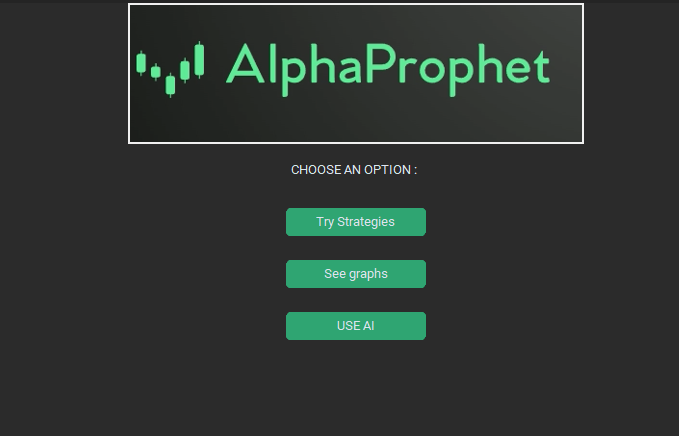 AlphaProphet
CHOOSE AN OPTION :
Try Strategies
See graphs
USE AI